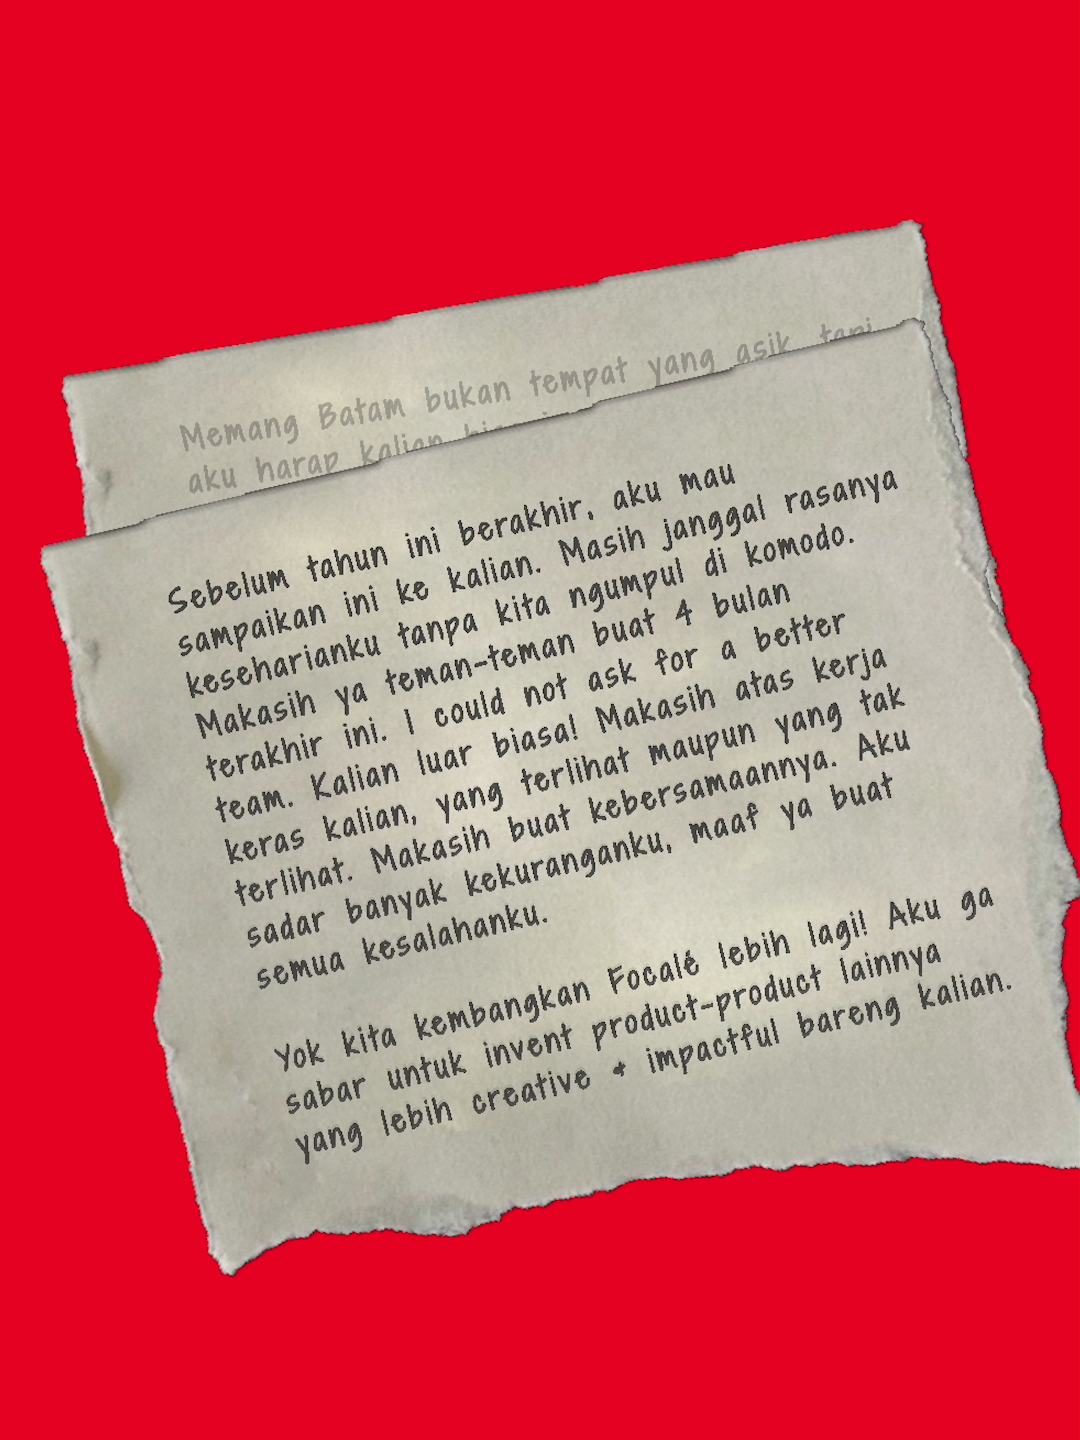 Memang Batam bukan tempat yang asik, tapi
aku harap kalian
Sebelum tahun ini berakhir, aku mau
sampaikan ini ke kalian. Masih janggal rasanya
keseharianku tanpa kita ngumpul di komodo.
Makasih ya teman-teman buat 4 bulan
terakhir ini. I could not ask for a better
team. Kalian luar biasa! Makasih atas kerja
keras kalian, yang terlihat maupun yang tak
terlihat. Makasih buat kebersamaannya. Aku
sadar banyak kekuranganku, maaf ya buat
semua kesalahanku.
Yok kita kembangkan Focalé lebih lagi! Aku ga
sabar untuk invent product-product lainnya
yang lebih creative & impactful bareng kalian.